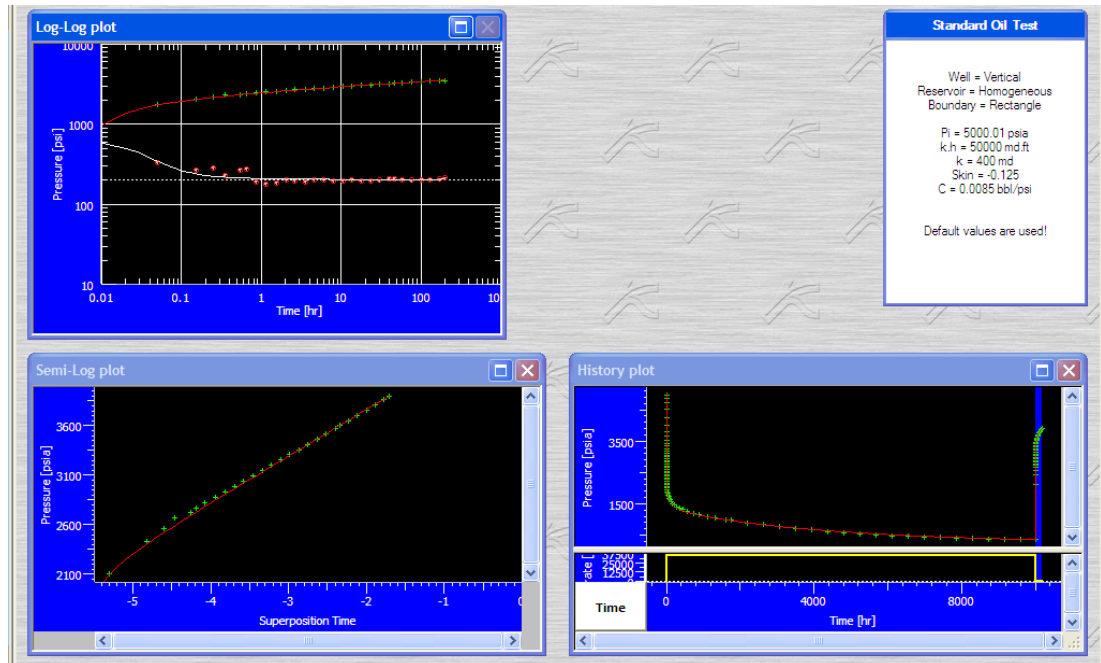 Log-Log plot
10000
1000
100
10
Pressure [psi]
0.01 0.1 1 10 100 10
Time [hr]
Standard Oil Test
Well = Vertical
Reservoir = Homogeneous
Boundary = Rectangle
Pi = 5000.01 psia
k.h = 50000 md.ft
k = 400 md
Skin = -0.125
C = 0.0085 bbl/psi
Default values are used!
Semi-Log plot
3600
3100
2600
2100
Pressure [psia]
-5 -4 -3 -2 -1
Superposition Time
History plot
3500
1500
Pressure [psia]
37500
25000
12500
ate [
Time
0 4000 8000
Time [hr]